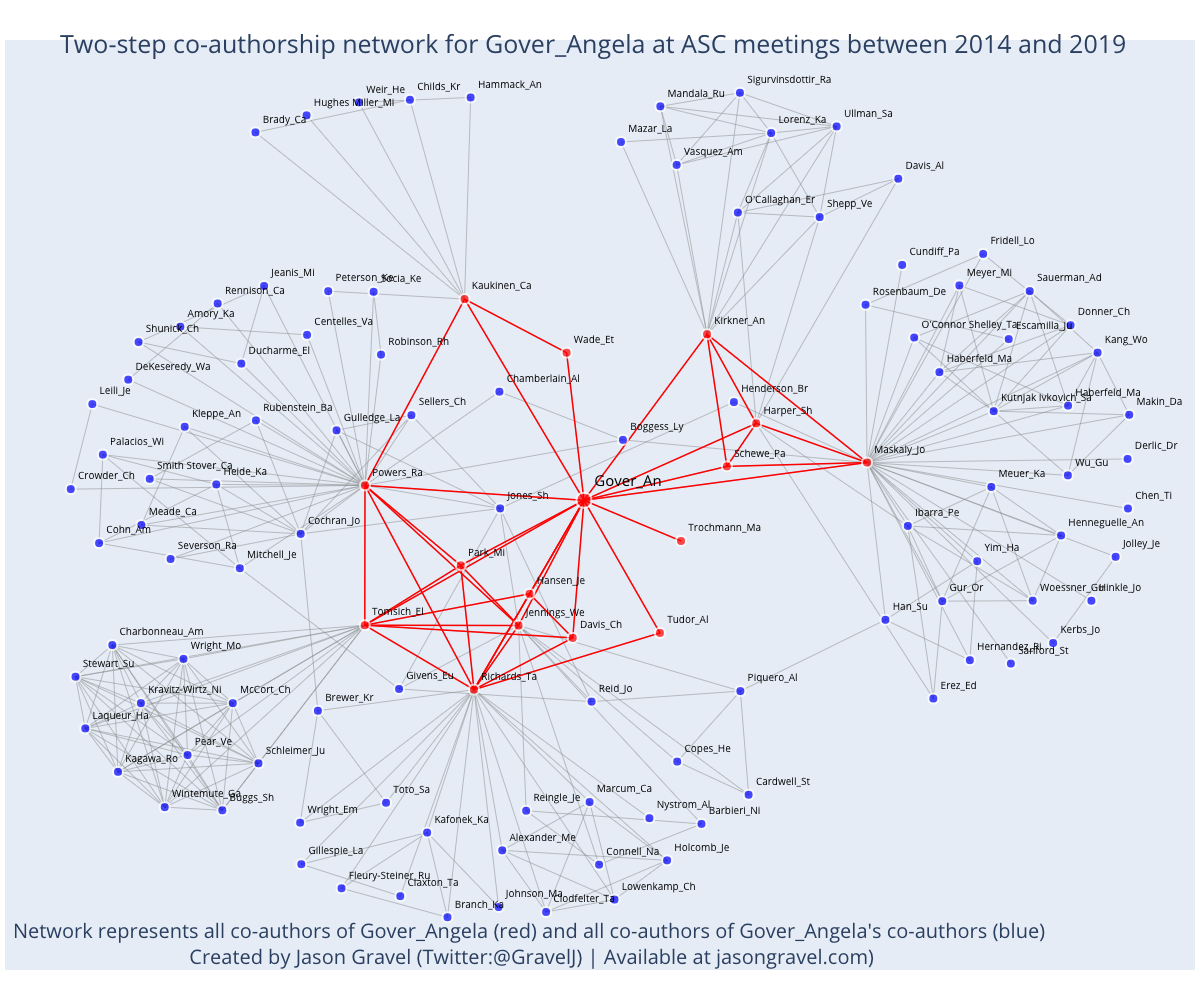 Two-step co-authorship network for Gover_Angela at ASC meetings between 2014 and 2019
Hammack_An
Childs_Kr
Weir_He
Hughes Miller_Mi
Brady_Ca
Sigurvinsdottir_Ra
Mandala_Ru
Lorenz_Ka
Ullman_Sa
Mazar_La
Vasquez_Am
Davis_Al
O'Callaghan_Er
Shepp_Ve
Fridell_Lo
Cundiff_Pa
Meyer_Mi
Sauerman_Ad
Jeanis_Mi
Peterson_Ke
Socia_Ke
Kaukinen_Ca
Rennison_Ca
Rosenbaum_De
Amory_Ka
Centelles_Va
Kirkner_An
Donner_Ch
Shunick_Ch
O'Connor Shelley_Ta
Escamilla_Ju
Robinson_Rh
Wade_Et
Kang_Wo
Ducharme_El
Haberfeld_Ma
DeKeseredy_Wa
Chamberlain_Al
Henderson_Br
Leili_Je
Kutnjak Ivkovich_Sa
Haberfeld_Ma
Makin_Da
Kleppe_An
Rubenstein_Ba
Gulledge_La
Sellers_Ch
Harper_Sh
Boggess_Ly
Palacios_Wi
Schewe_Pa
Maskaly_Jo
Derlic_Dr
Smith Stover_Ca
Heide_Ka
Powers_Ra
Wu_Gu
Crowder_Ch
Gover_An
Meuer_Ka
Jones_Sh
Chen_Ti
Meade_Ca
Cochran_Jo
Ibarra_Pe
Henneguelle_An
Cohn_Am
Trochmann_Ma
Severson_Ra
Mitchell_Je
Park_Mi
Yim_Ha
Jolley_Je
Hansen_Je
Gur_Or
Woessner_Gu
Hinkle_Jo
Tomsich_El
Jennings_We
Davis_Ch
Tudor_Al
Han_Su
Charbonneau_Am
Wright_Mo
Kerbs_Jo
Hernandez_Ri
Sanford_St
Stewart_Su
Givens_Eu
Richards_Ta
Kravitz-Wirtz_Ni
McCort_Ch
Brewer_Kr
Reid_Jo
Piquero_Al
Erez_Ed
Laqueur_Ha
Pear_Ve
Schleimer_Ju
Copes_He
Kagawa_Ro
Cardwell_St
Wintemute_Ga
Buggs_Sh
Toto_Sa
Reingle_Je
Marcum_Ca
Wright_Em
Nystrom_Al
Barbieri_Ni
Kafonek_Ka
Gillespie_La
Alexander_Me
Connell_Na
Holcomb_Je
Fleury-Steiner_Ru
Claxton_Ta
Johnson_Ma
Clodfelter_Ta
Lowenkamp_Ch
Branch_Ka
Network represents all co-authors of Gover_Angela (red) and all co-authors of Gover_Angela's co-authors (blue)
Created by Jason Gravel (Twitter:@GravelJ) | Available at jasongravel.com)